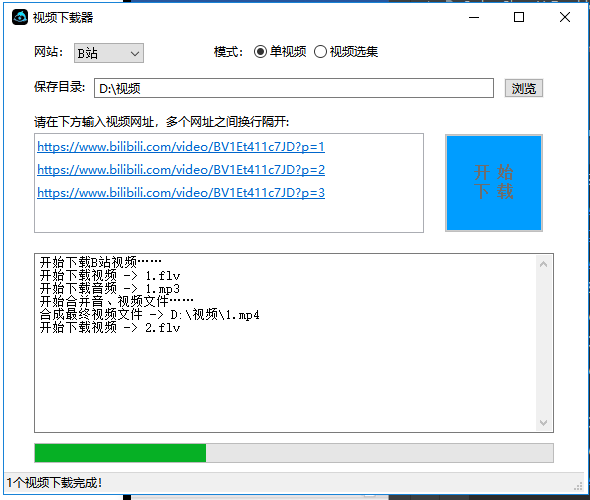 视频下载器
网站： B站 模式： 单视频 视频选集
保存目录: D:\视频 浏览
请在下方输入视频网址，多个网址之间换行隔开:
https://www.bilibili.com/video/BV1Et411c7JD?p=1
https://www.bilibili.com/video/BV1Et411c7JD?p=2
https://www.bilibili.com/video/BV1Et411c7JD?p=3
开 始
下 载
开始下载B站视频……
开始下载视频 -> 1.flv
开始下载音频 -> 1.mp3
开始合并音、视频文件……
合成最终视频文件 -> D:\视频\1.mp4
开始下载视频 -> 2.flv
1个视频下载完成！